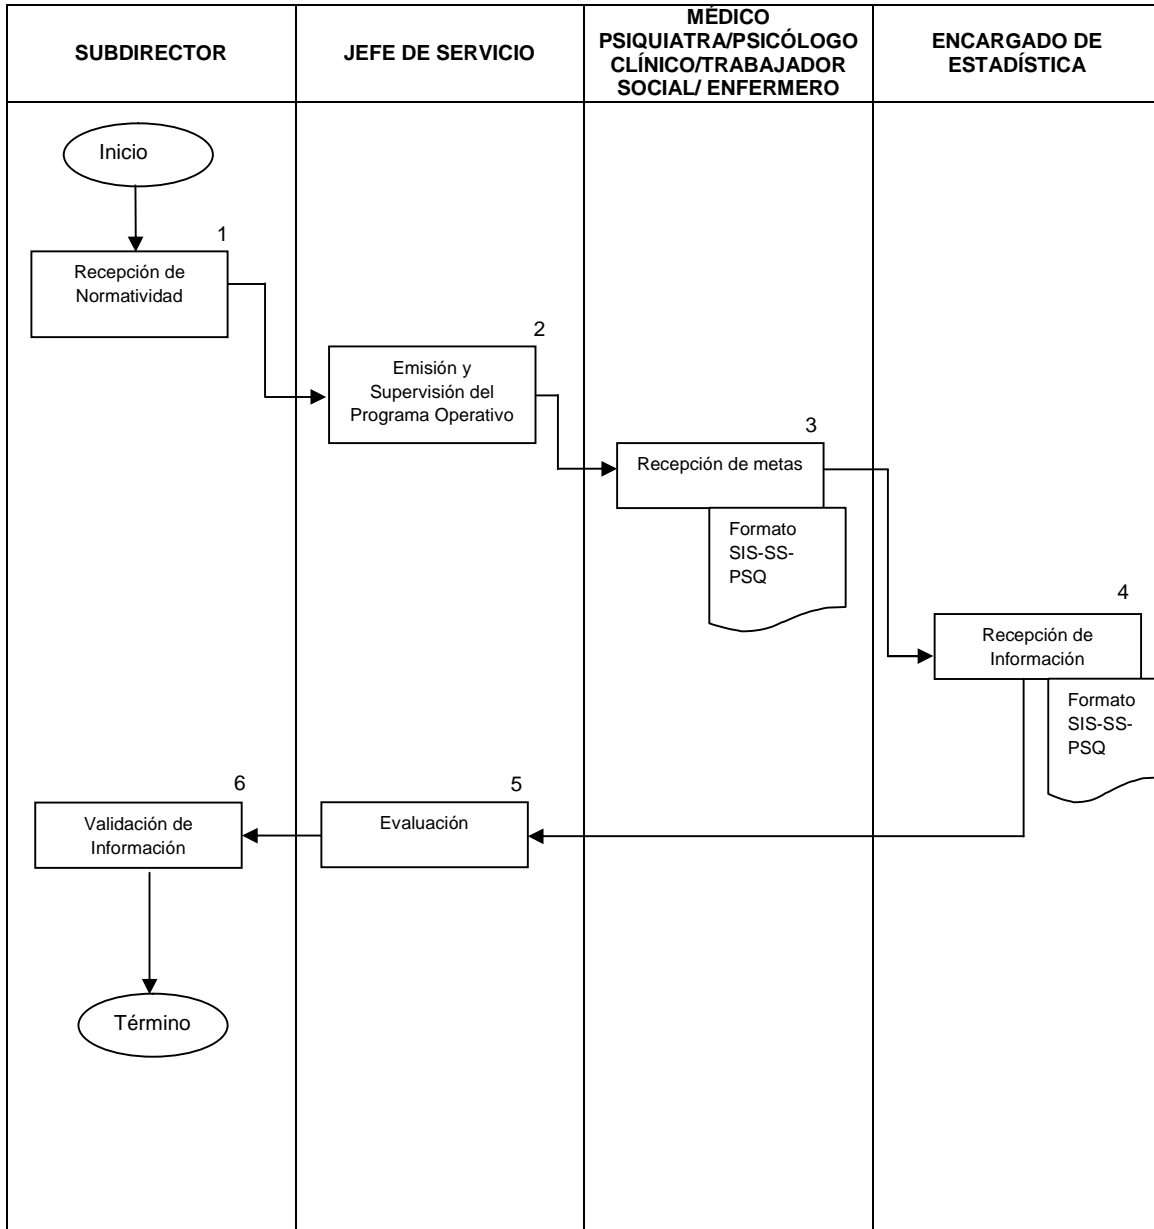 SUBDIRECTOR
JEFE DE SERVICIO
MÉDICO
PSIQUIATRA/PSICÓLOGO
CLÍNICO/TRABAJADOR
SOCIAL/ ENFERMERO
ENCARGADO DE
ESTADÍSTICA
Inicio
1
Recepción de
Normatividad
2
Emisión y
Supervisión del
Programa Operativo
3
Recepción de metas
Formato
SIS-SS-
PSQ
4
Recepción de
Información
Formato
SIS-SS-
PSQ
5
Evaluación
6
Validación de
Información
Término